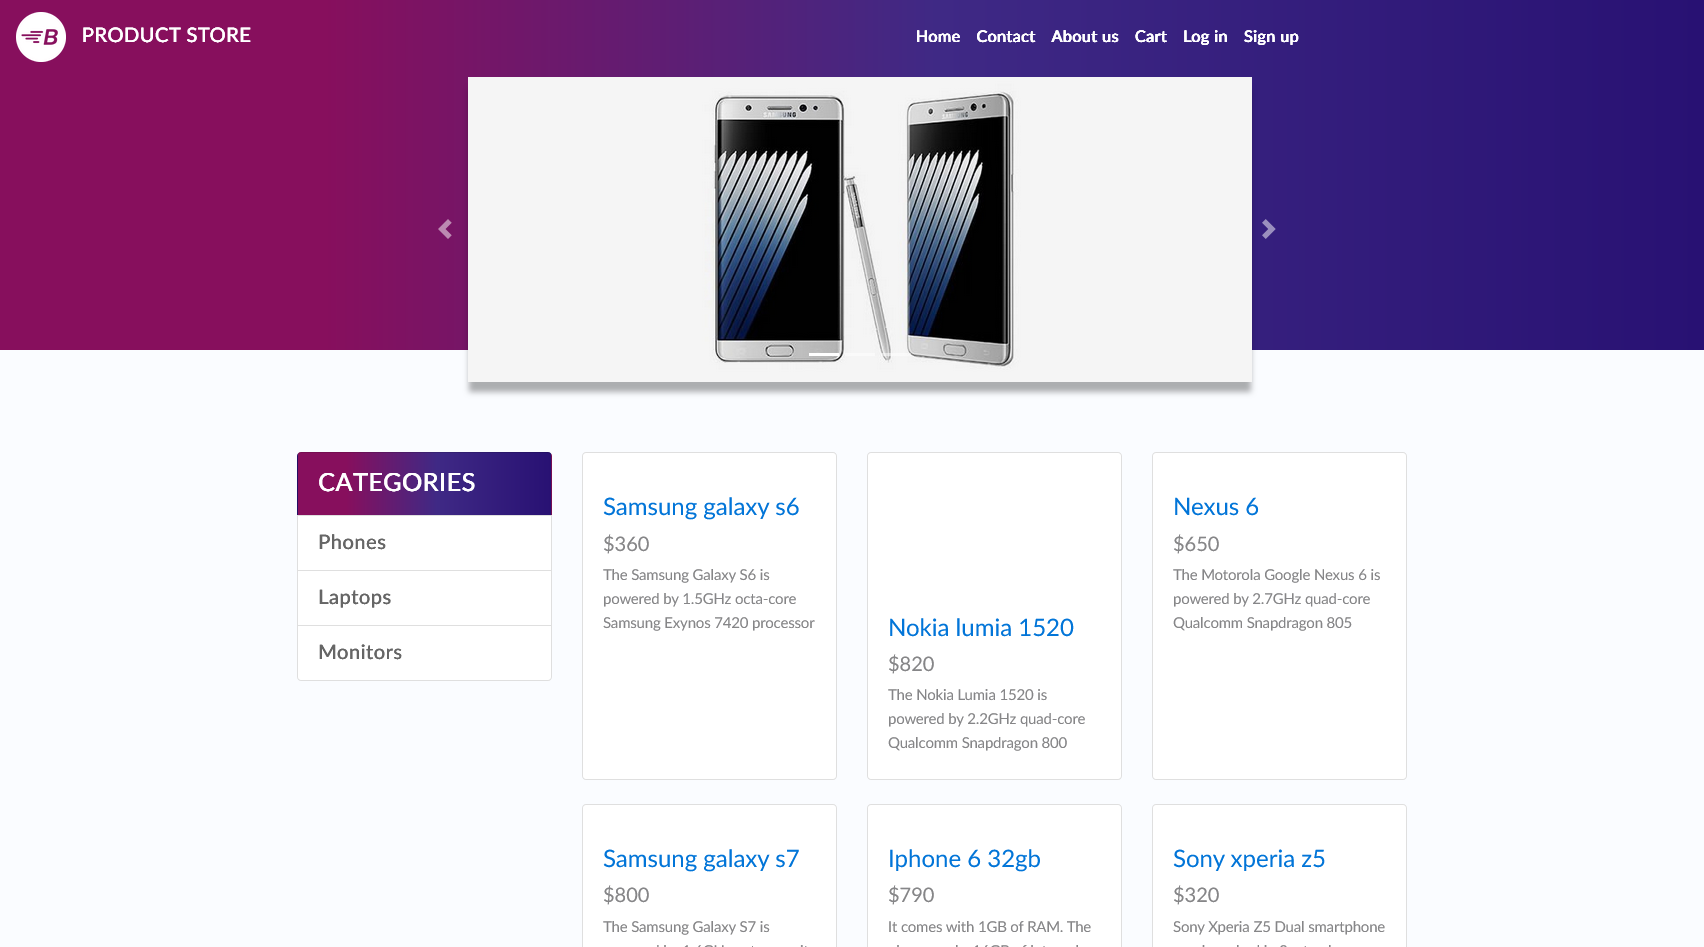 B PRODUCT STORE
Home Contact About us Cart Log in Sign up
SAMSUNG SAMSUNG
CATEGORIES
Phones
Laptops
Monitors
Samsung galaxy s6
$360
The Samsung Galaxy S6 is
powered by 1.5GHz octa-core
Samsung Exynos 7420 processor
Nokia lumia 1520
$820
The Nokia Lumia 1520 is
powered by 2.2GHz quad-core
Qualcomm Snapdragon 800
Nexus 6
$650
The Motorola Google Nexus 6 is
powered by 2.7GHz quad-core
Qualcomm Snapdragon 805
Samsung galaxy s7
$800
The Samsung Galaxy S7 is
Iphone 6 32gb
$790
It comes with 1GB of RAM. The
Sony xperia z5
$320
Sony Xperia Z5 Dual smartphone